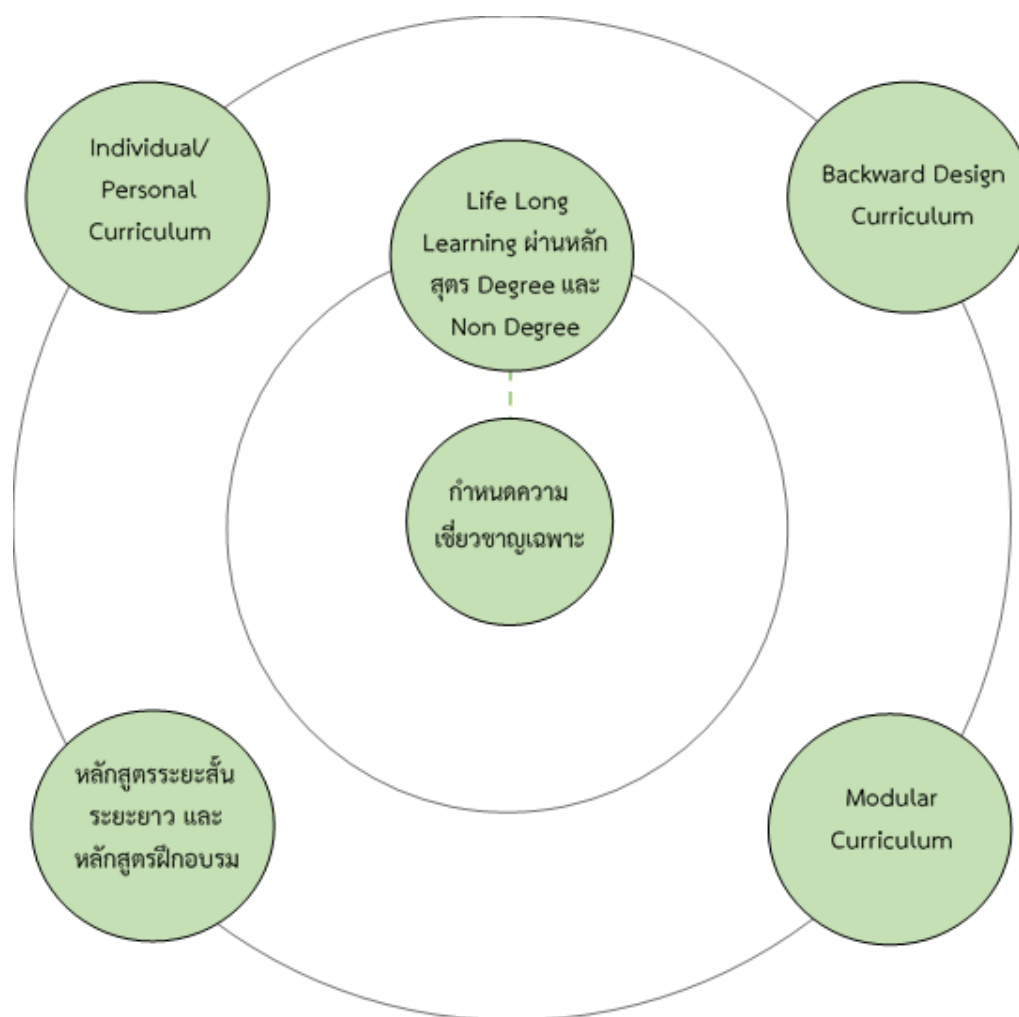 Individual/
Personal
Curriculum
Life Long
Learning ผ่านหลัก
สุตร Degree และ
Non Degree
Backward Design
Curriculum
กำหนดความ
เชี่ยวชาญเฉพาะ
หลักสูตรระยะสั้น
ระยะยาว และ
หลักสูตรฝึกอบรม
Modular
Curriculum